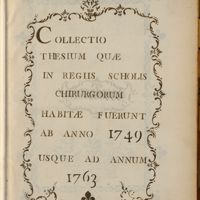 COLLECTIO
THESIUM QUÆ
IN REGIIS SCHOLIS
CHIRURGORUM
HABITÆ FUERUNT
AB ANNO 1749
USQUE AD ANNUM
1763